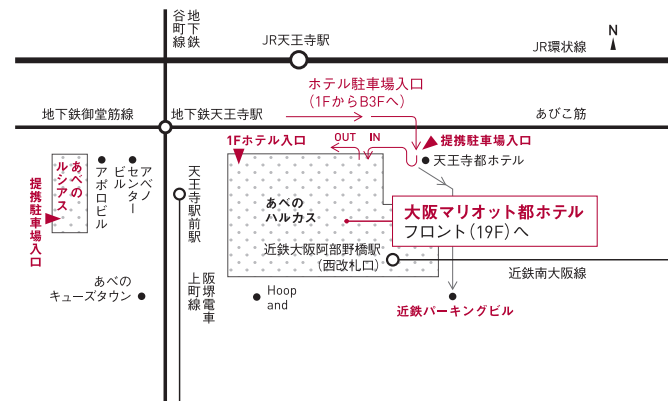 地下鉄
谷町線
JR天王寺駅
JR環状線
N
ホテル駐車場入口
(1FからB3Fへ)
地下鉄御堂筋線
地下鉄天王寺駅
あびこ筋
1Fホテル入口
OUT
IN
提携駐車場入口
天王寺都ホテル
あべの
ルシアス
提携駐車場入口
アポロビル
アベノ
センター
ビル
天王寺駅前駅
あべの
ハルカス
大阪マリオット都ホテル
フロント(19F)へ
近鉄大阪阿部野橋駅
(西改札口)
近鉄南大阪線
あべの
キューズタウン
阪堺電車
上町線
Hoop
and
近鉄パーキングビル